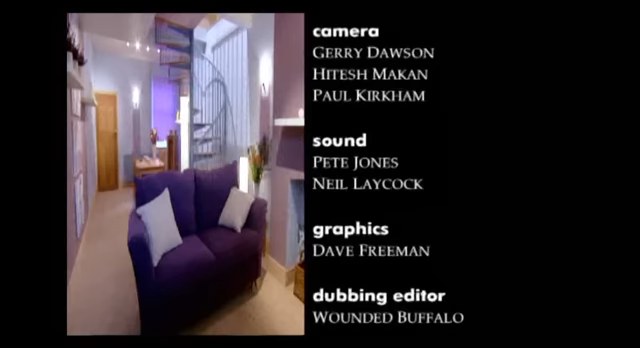 camera
GERRY DAWSON
HITESH MAKAN
PAUL KIRKHAM
sound
PETE JONES
NEIL LAYCOCK
graphics
DAVE FREEMAN
dubbing editor
WOUNDED BUFFALO